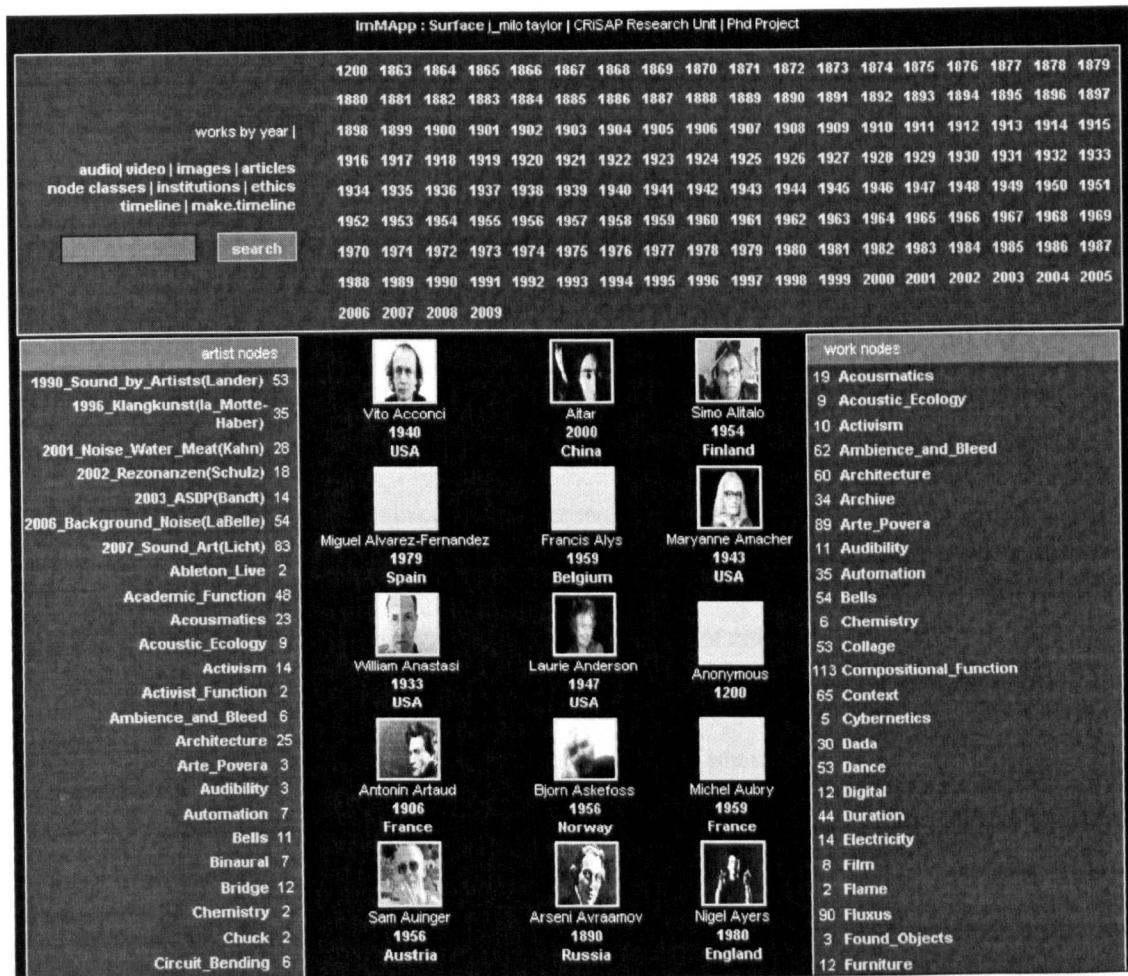 ImMApp : Surface j_milo taylor | CRiSAP Research Unit | Phd Project
works by year |
audio| video | images | articles
node classes | institutions | ethics
timeline | make.timeline
search
1200 1863 1864 1865 1866 1867 1868 1869 1870 1871 1872 1873 1874 1875 1876 1877 1878 1879
1880 1881 1882 1883 1884 1885 1886 1887 1888 1889 1890 1891 1892 1893 1894 1895 1896 1897
1898 1899 1900 1901 1902 1903 1904 1905 1906 1907 1908 1909 1910 1911 1912 1913 1914 1915
1916 1917 1918 1919 1920 1921 1922 1923 1924 1925 1926 1927 1928 1929 1930 1931 1932 1933
1934 1935 1936 1937 1938 1939 1940 1941 1942 1943 1944 1945 1946 1947 1948 1949 1950 1951
1952 1953 1954 1955 1956 1957 1958 1959 1960 1961 1962 1963 1964 1965 1966 1967 1968 1969
1970 1971 1972 1973 1974 1975 1976 1977 1978 1979 1980 1981 1982 1983 1984 1985 1986 1987
1988 1989 1990 1991 1992 1993 1994 1995 1996 1997 1998 1999 2000 2001 2002 2003 2004 2005
2006 2007 2008 2009
artist nodes
1990_Sound_by_Artists(Lander) 53
1996_Klangkunst(la_Motte-
Haber) 35
2001_Noise_Water_Meat(Kahn) 28
2002_Rezonanzen(Schulz) 18
2003_ASDP(Bandt) 14
2006_Background_Noise(LaBelle) 54
2007_Sound_Art(Licht) 83
Ableton_Live 2
Academic_Function 48
Acousmatics 23
Acoustic_Ecology 9
Activism 14
Activist_Function 2
Ambience_and_Bleed 6
Architecture 25
Arte_Povera 3
Audibility 3
Automation 7
Bells 11
Binaural 7
Bridge 12
Chemistry 2
Chuck 2
Circuit_Bending 6
Vito Acconci
1940
USA
Aitar
2000
China
Simo Alitalo
1954
Finland
Miguel Alvarez-Fernandez
1979
Spain
Francis Alys
1959
Belgium
Maryanne Amacher
1943
USA
William Anastasi
1933
USA
Laurie Anderson
1947
USA
Anonymous
1200
Antonin Artaud
1906
France
Bjorn Askefoss
1956
Norway
Michel Aubry
1959
France
Sam Auinger
1956
Austria
Arseni Avraamov
1890
Russia
Nigel Ayers
1980
England
work nodes
19 Acousmatics
9 Acoustic_Ecology
10 Activism
62 Ambience_and_Bleed
60 Architecture
34 Archive
89 Arte_Povera
11 Audibility
35 Automation
54 Bells
6 Chemistry
53 Collage
113 Compositional_Function
65 Context
5 Cybernetics
30 Dada
53 Dance
12 Digital
44 Duration
14 Electricity
8 Film
2 Flame
90 Fluxus
3 Found_Objects
12 Furniture